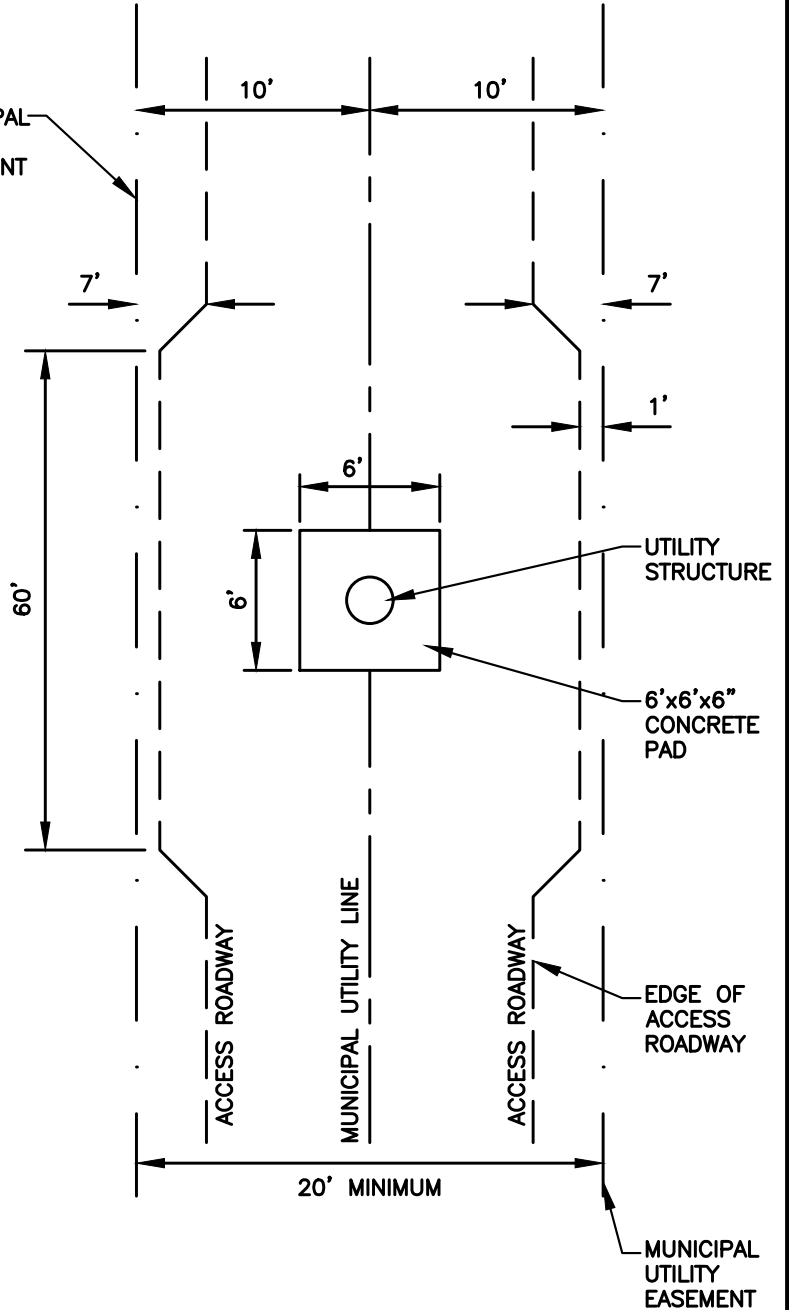 10’ 10’
PAL
NT
7’ 7’
1’
6’
UTILITY
STRUCTURE
60’
6’
6’x6’x6”
CONCRETE
PAD
ACCESS ROADWAY
MUNICIPAL UTILITY LINE
ACCESS ROADWAY
EDGE OF
ACCESS
ROADWAY
20’ MINIMUM
MUNICIPAL
UTILITY
EASEMENT